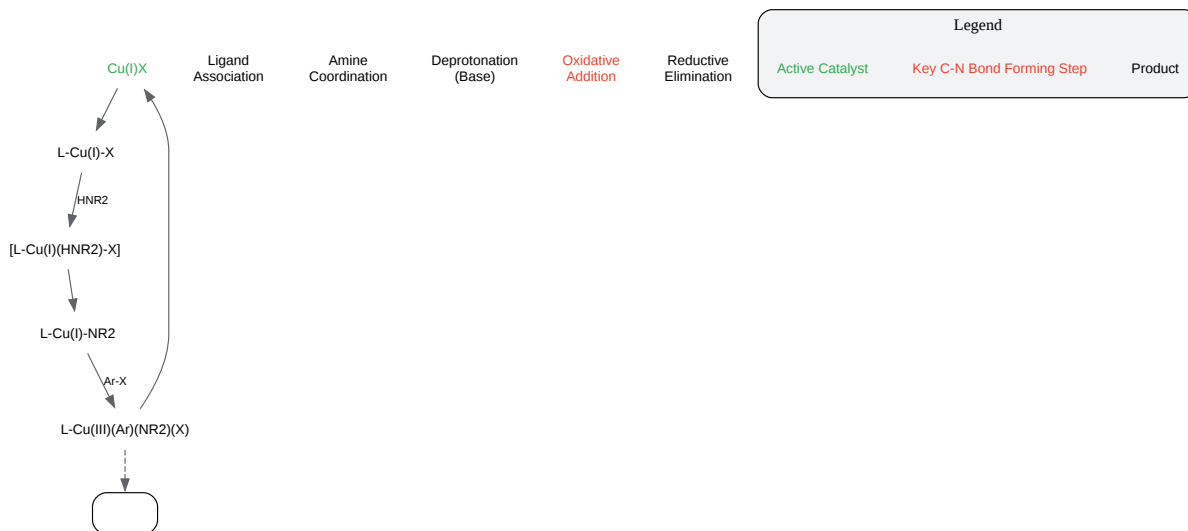 Legend
Cu(I)X
Ligand
Association
Amine
Coordination
Deprotonation
(Base)
Oxidative
Addition
Reductive
Elimination
Active Catalyst
Key C-N Bond Forming Step
Product
L-Cu(I)-X
HNR2
[L-Cu(I)(HNR2)-X]
L-Cu(I)-NR2
Ar-X
L-Cu(III)(Ar)(NR2)(X)